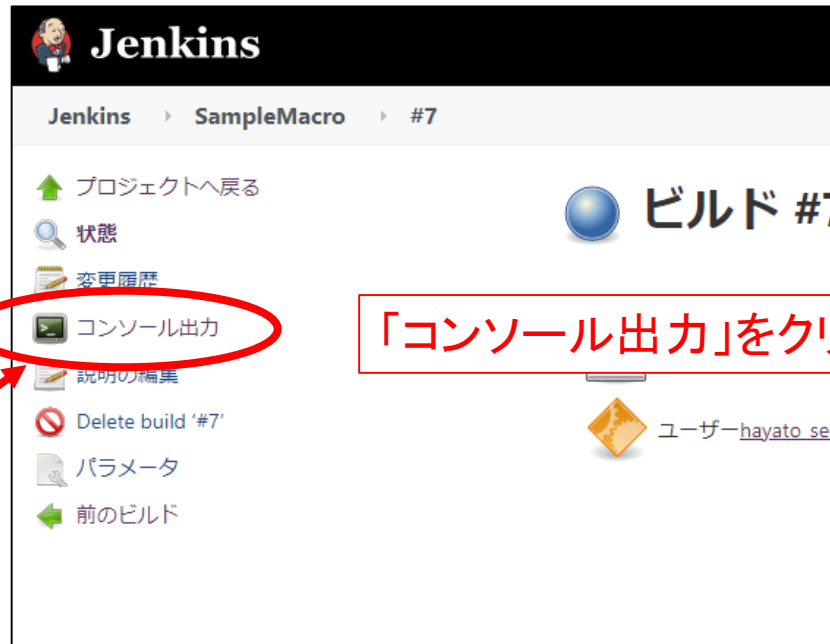 Jenkins
Jenkins SampleMacro #7
プロジェクトへ戻る
状態
変更履歴
コンソール出力
説明の編集
Delete build '#7'
パラメータ
前のビルド
ビルド #7
「コンソール出力」をクリ
ユーザーhayato se